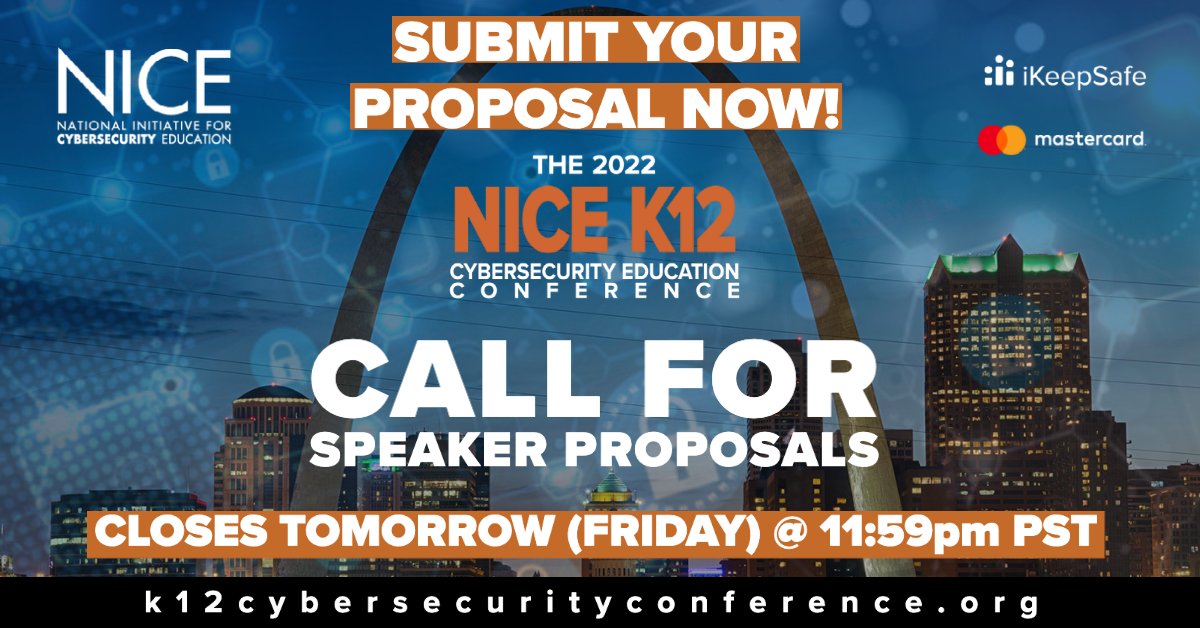 NICE
NATIONAL INITIATIVE FOR
CYBERSECURITY EDUCATION
SUBMIT YOUR
PROPOSAL NOW!
iKeepSafe
mastercard.
THE 2022
NICE K12
CYBERSECURITY EDUCATION
CONFERENCE
CALL FOR
SPEAKER PROPOSALS
CLOSES TOMORROW (FRIDAY) @ 11:59pm PST
k12cybersecurityconference.org